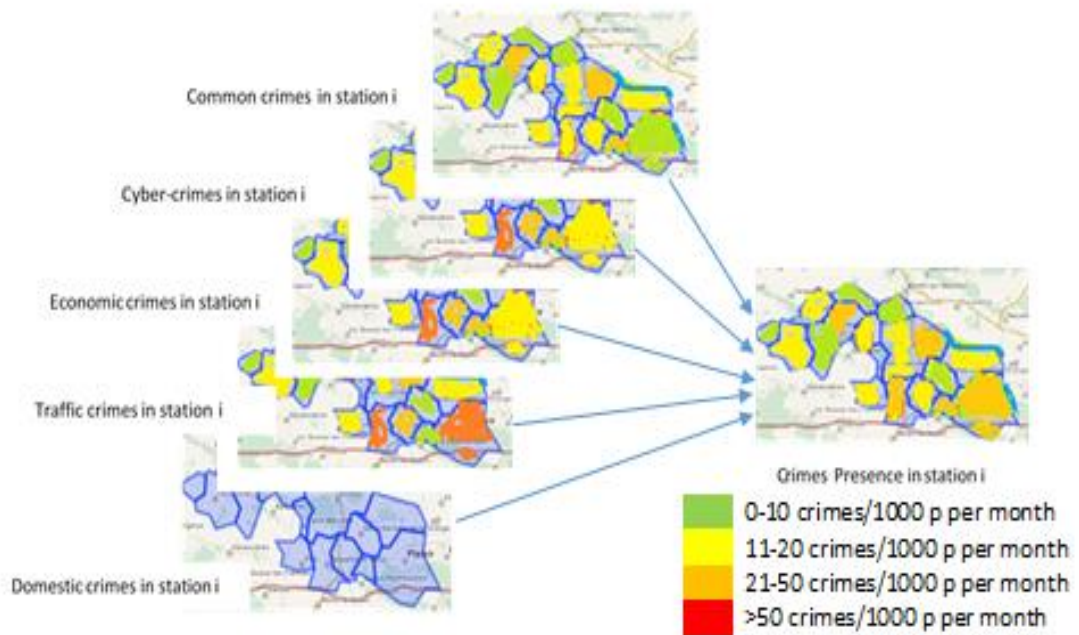 Common crimes in station i
Cyber-crimes in station i
Economic crimes in station i
Traffic crimes in station i
Domestic crimes in station i
Crimes Presence in station i
0-10 crimes/1000 p per month
11-20 crimes/1000 p per month
21-50 crimes/1000 p per month
>50 crimes/1000 p per month